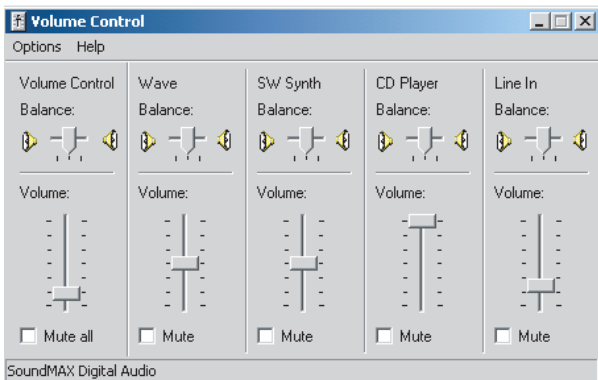 Volume Control
Options Help
Volume Control Wave SW Synth CD Player Line In
Balance: Balance: Balance: Balance: Balance:
Volume: Volume: Volume: Volume: Volume:
Mute all Mute Mute Mute Mute
SoundMAX Digital Audio